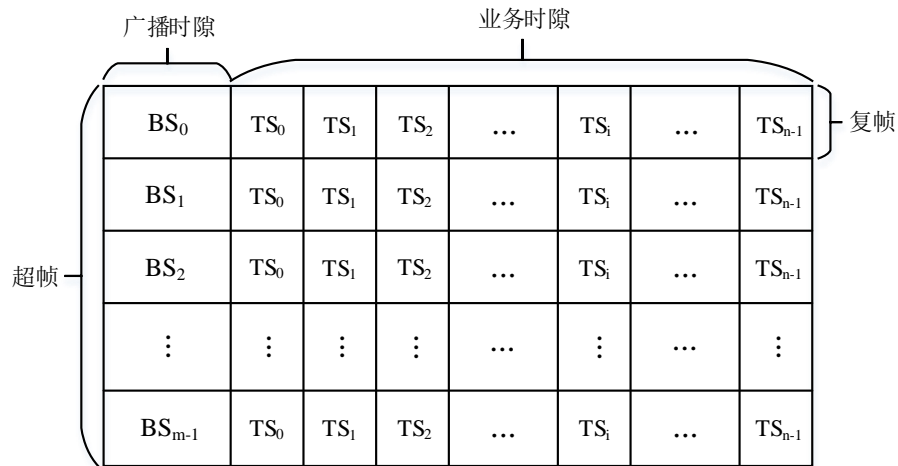 广播时隙 业务时隙
BS₀ TS₀ TS₁ TS₂ ... TSᵢ ... TSₙ₋₁ 复帧
BS₁ TS₀ TS₁ TS₂ ... TSᵢ ... TSₙ₋₁
超帧 BS₂ TS₀ TS₁ TS₂ ... TSᵢ ... TSₙ₋₁
⋮ ⋮ ⋮ ⋮ ... ⋮ ... ⋮
BSₘ₋₁ TS₀ TS₁ TS₂ ... TSᵢ ... TSₙ₋₁